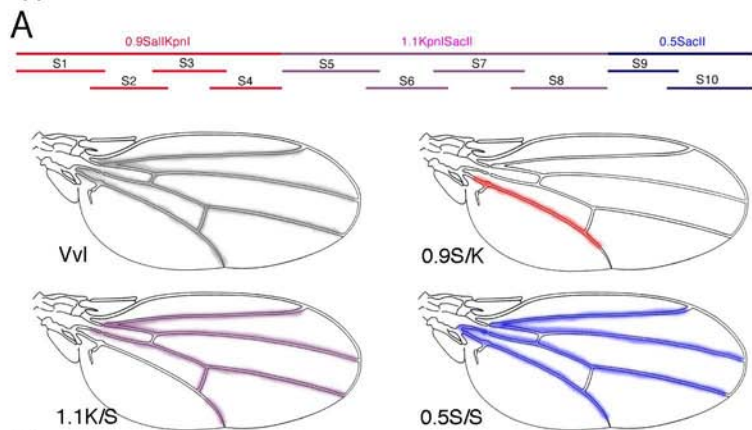 A
0.9SalIKpnI 1.1KpnISacII 0.5SacII
S1 S3 S5 S7 S9
S2 S4 S6 S8 S10
Vvl 0.9S/K
1.1K/S 0.5S/S